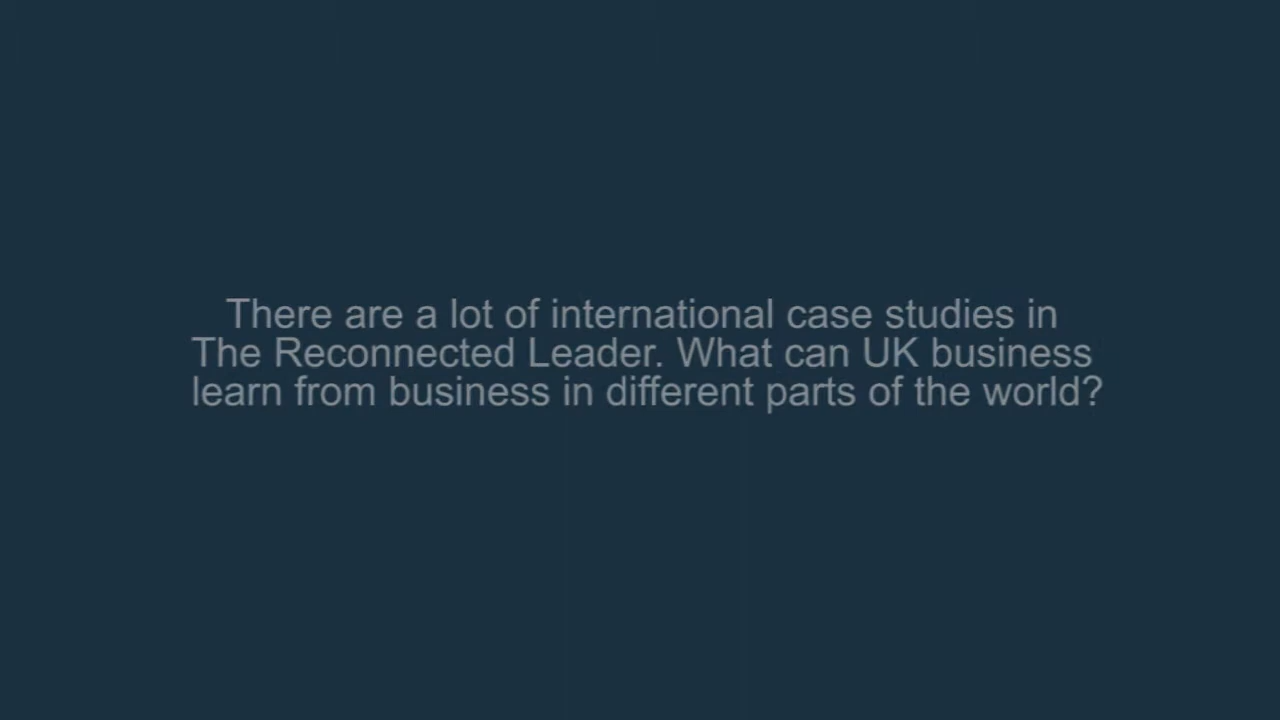 There are a lot of international case studies in
The Reconnected Leader. What can UK business
learn from business in different parts of the world?